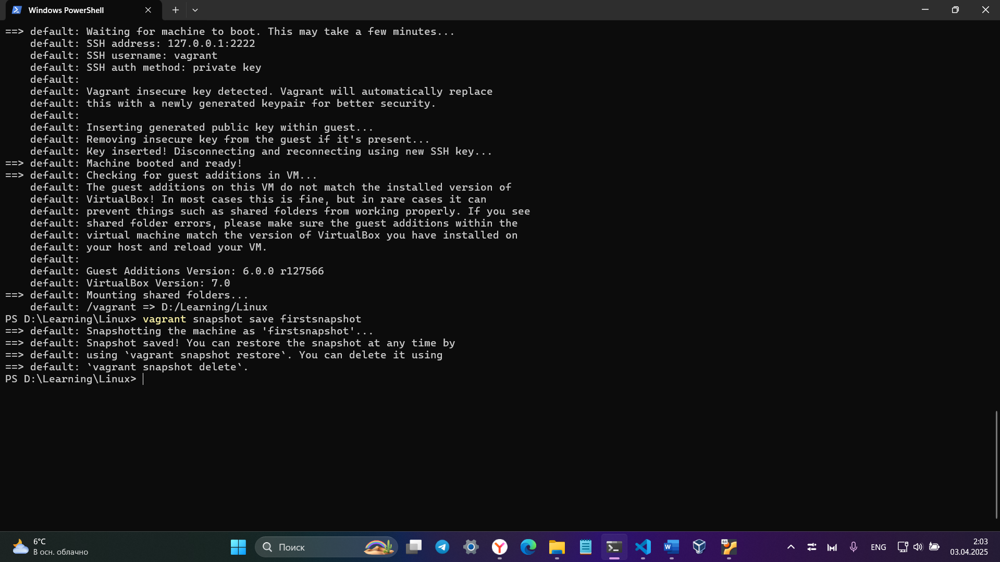 Windows PowerShell
==> default: Waiting for machine to boot. This may take a few minutes...
default: SSH address: 127.0.0.1:2222
default: SSH username: vagrant
default: SSH auth method: private key
default:
default: Vagrant insecure key detected. Vagrant will automatically replace
default: this with a newly generated keypair for better security.
default:
default: Inserting generated public key within guest...
default: Removing insecure key from the guest if it's present...
default: Key inserted! Disconnecting and reconnecting using new SSH key...
==> default: Machine booted and ready!
==> default: Checking for guest additions in VM...
default: The guest additions on this VM do not match the installed version of
default: VirtualBox! In most cases this is fine, but in rare cases it can
default: prevent things such as shared folders from working properly. If you see
default: shared folder errors, please make sure the guest additions within the
default: virtual machine match the version of VirtualBox you have installed on
default: your host and reload your VM.
default:
default: Guest Additions Version: 6.0.0 r127566
default: VirtualBox Version: 7.0
==> default: Mounting shared folders...
default: /vagrant => D:/Learning/Linux
PS D:\Learning\Linux> vagrant snapshot save firstsnapshot
==> default: Snapshotting the machine as 'firstsnapshot'...
==> default: Snapshot saved! You can restore the snapshot at any time by
==> default: using `vagrant snapshot restore`. You can delete it using
==> default: `vagrant snapshot delete`.
PS D:\Learning\Linux>
6°C
В осн. облачно
Поиск
ENG
2:03
03.04.2025